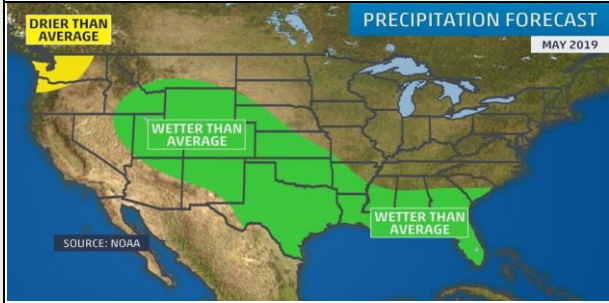 PRECIPITATION FORECAST
MAY 2019
DRIER THAN
AVERAGE
WETTER THAN
AVERAGE
WETTER THAN
AVERAGE
SOURCE: NOAA